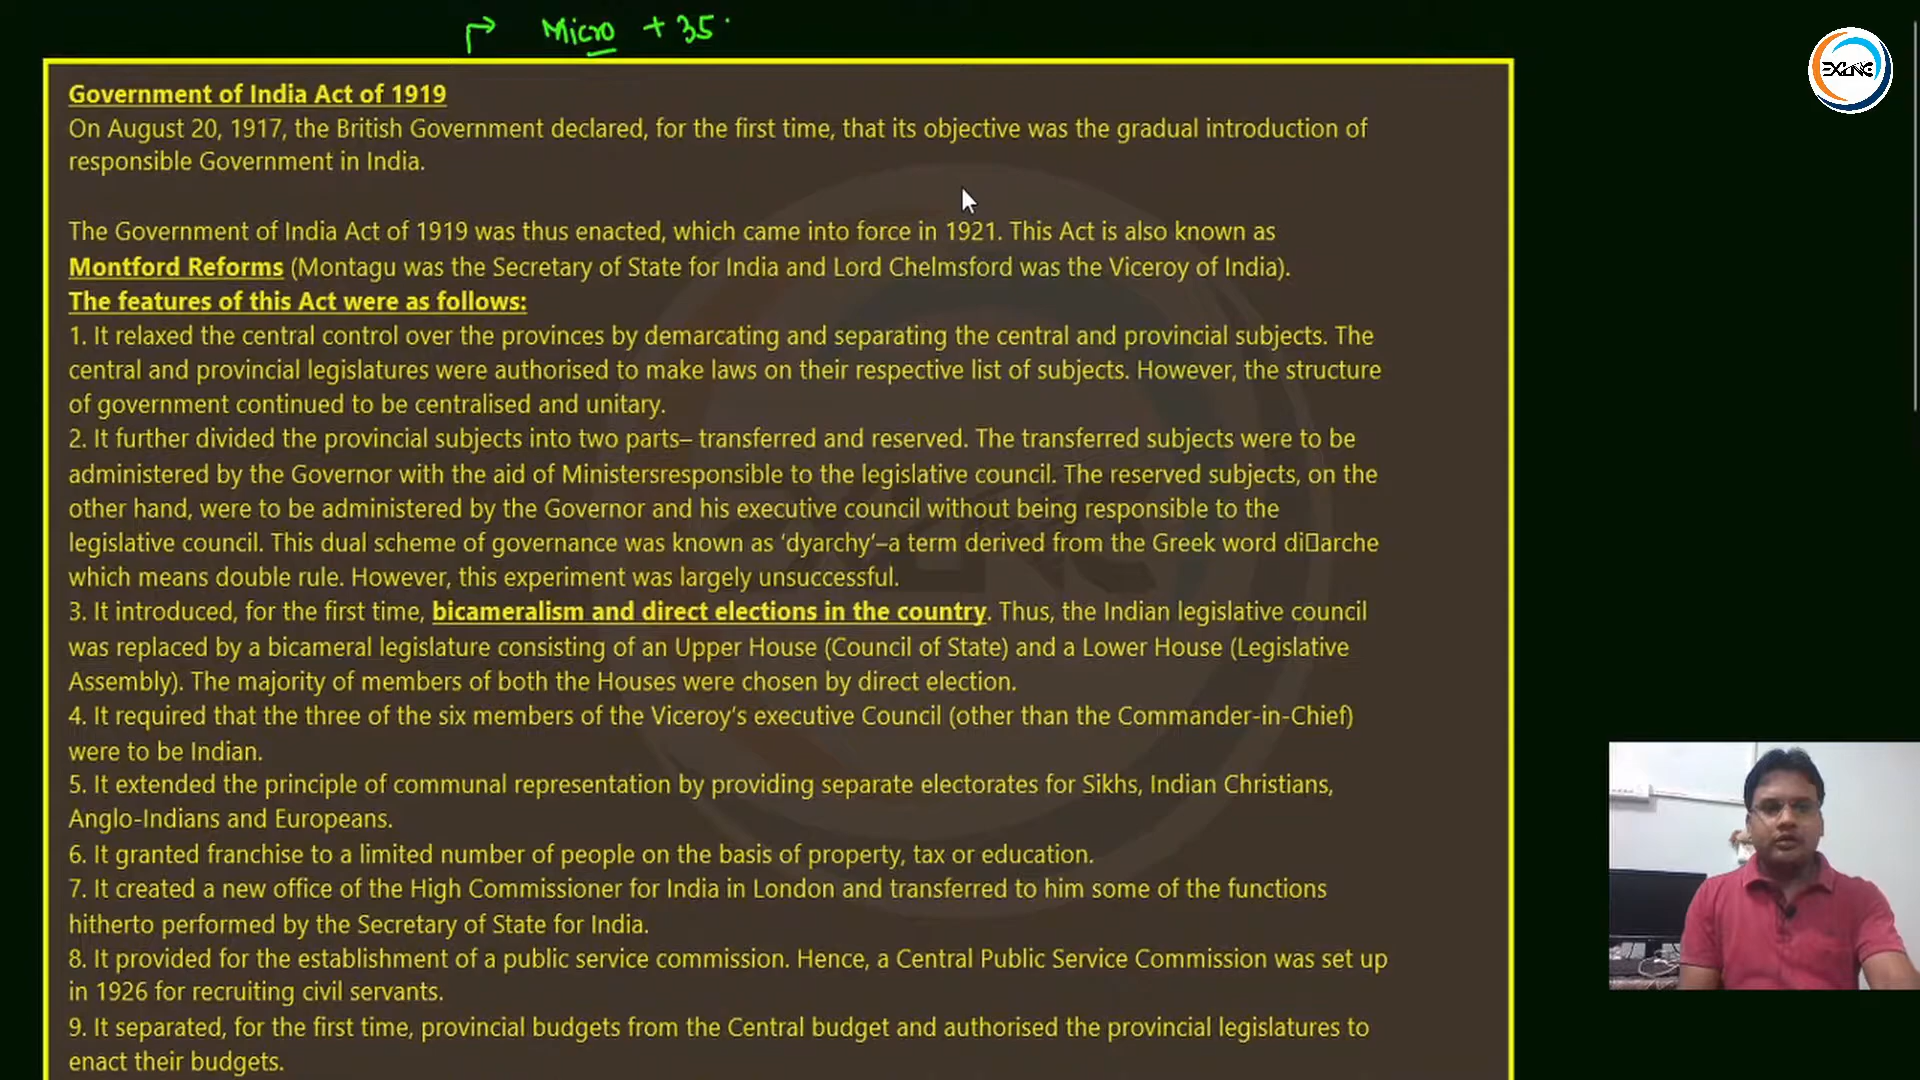 Micro + 35
EXLNC
Government of India Act of 1919
On August 20, 1917, the British Government declared, for the first time, that its objective was the gradual introduction of
responsible Government in India.
The Government of India Act of 1919 was thus enacted, which came into force in 1921. This Act is also known as
Montford Reforms (Montagu was the Secretary of State for India and Lord Chelmsford was the Viceroy of India).
The features of this Act were as follows:
1. It relaxed the central control over the provinces by demarcating and separating the central and provincial subjects. The
central and provincial legislatures were authorised to make laws on their respective list of subjects. However, the structure
of government continued to be centralised and unitary.
2. It further divided the provincial subjects into two parts– transferred and reserved. The transferred subjects were to be
administered by the Governor with the aid of Ministersresponsible to the legislative council. The reserved subjects, on the
other hand, were to be administered by the Governor and his executive council without being responsible to the
legislative council. This dual scheme of governance was known as ‘dyarchy’–a term derived from the Greek word di▯arche
which means double rule. However, this experiment was largely unsuccessful.
3. It introduced, for the first time, bicameralism and direct elections in the country. Thus, the Indian legislative council
was replaced by a bicameral legislature consisting of an Upper House (Council of State) and a Lower House (Legislative
Assembly). The majority of members of both the Houses were chosen by direct election.
4. It required that the three of the six members of the Viceroy’s executive Council (other than the Commander-in-Chief)
were to be Indian.
5. It extended the principle of communal representation by providing separate electorates for Sikhs, Indian Christians,
Anglo-Indians and Europeans.
6. It granted franchise to a limited number of people on the basis of property, tax or education.
7. It created a new office of the High Commissioner for India in London and transferred to him some of the functions
hitherto performed by the Secretary of State for India.
8. It provided for the establishment of a public service commission. Hence, a Central Public Service Commission was set up
in 1926 for recruiting civil servants.
9. It separated, for the first time, provincial budgets from the Central budget and authorised the provincial legislatures to
enact their budgets.